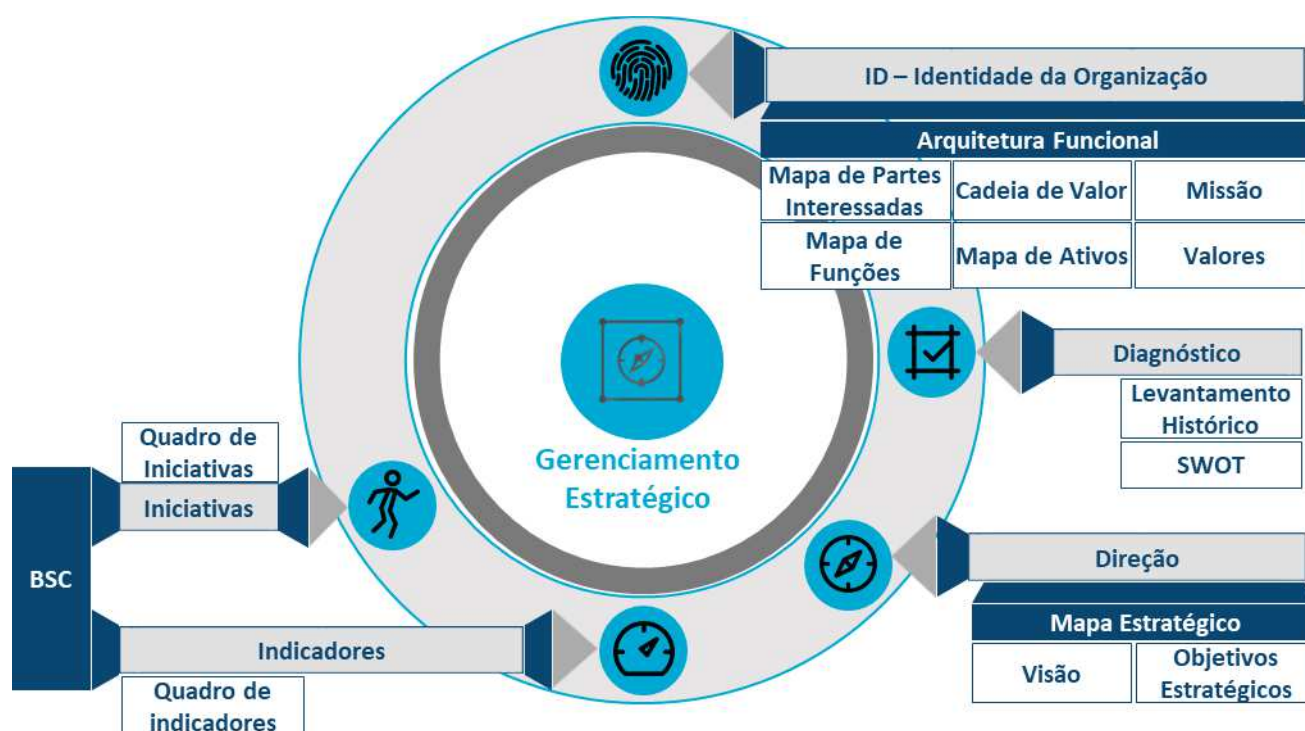 ID – Identidade da Organização
Arquitetura Funcional
Mapa de Partes
Interessadas
Cadeia de Valor
Missão
Mapa de
Funções
Mapa de Ativos
Valores
Diagnóstico
Levantamento
Histórico
SWOT
Gerenciamento
Estratégico
Quadro de
Iniciativas
Iniciativas
BSC
Direção
Mapa Estratégico
Visão
Objetivos
Estratégicos
Indicadores
Quadro de
indicadores